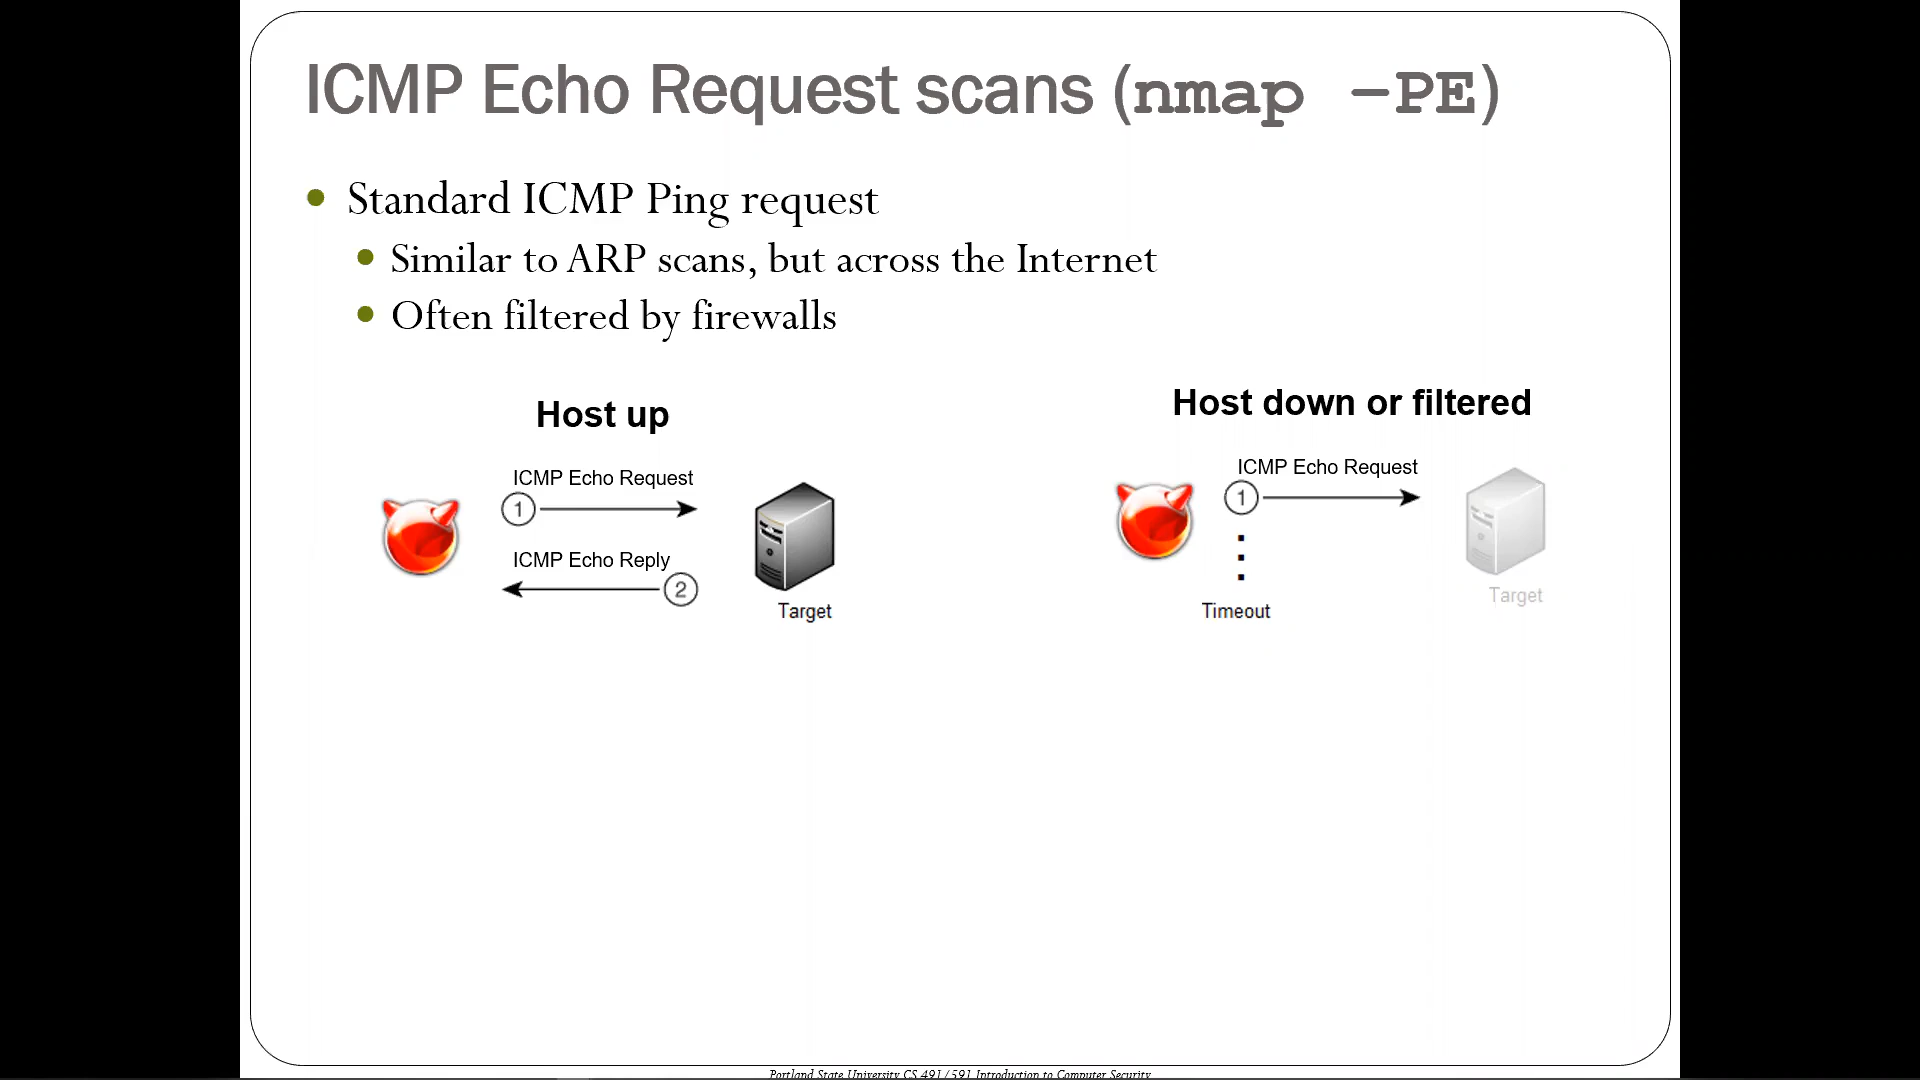 ICMP Echo Request scans (nmap –PE)
Standard ICMP Ping request
Similar to ARP scans, but across the Internet
Often filtered by firewalls
Host up
ICMP Echo Request
1
ICMP Echo Reply
2
Target
Host down or filtered
ICMP Echo Request
1
Timeout
Target
Portland State University CS 491/591 Introduction to Computer Security